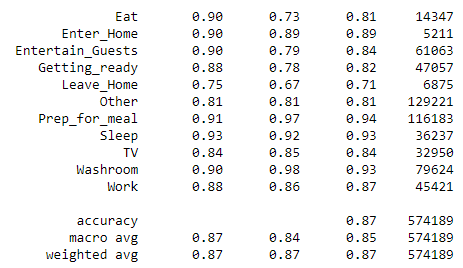 Eat 0.90 0.73 0.81 14347
Enter_Home 0.90 0.89 0.89 5211
Entertain_Guests 0.90 0.79 0.84 61063
Getting_ready 0.88 0.78 0.82 47057
Leave_Home 0.75 0.67 0.71 6875
Other 0.81 0.81 0.81 129221
Prep_for_meal 0.91 0.97 0.94 116183
Sleep 0.93 0.92 0.93 36237
TV 0.84 0.85 0.84 32950
Washroom 0.90 0.98 0.93 79624
Work 0.88 0.86 0.87 45421
accuracy 0.87 574189
macro avg 0.87 0.84 0.85 574189
weighted avg 0.87 0.87 0.87 574189